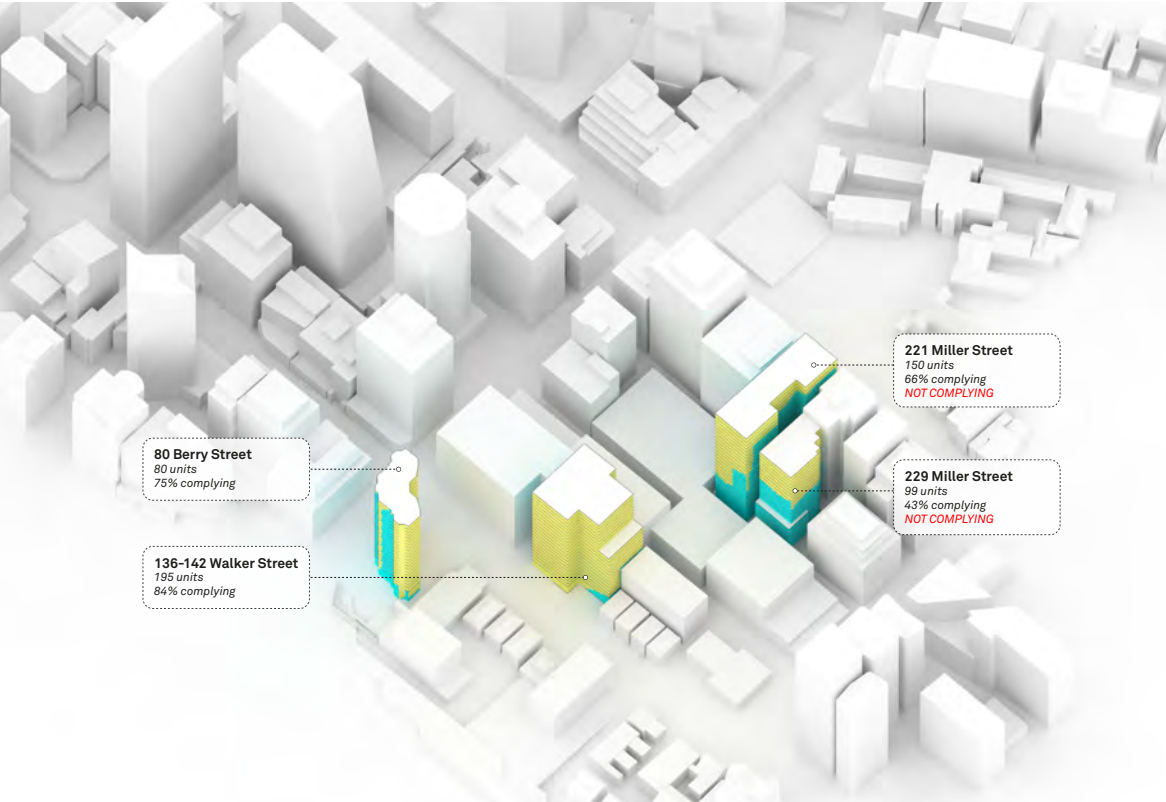 221 Miller Street
150 units
66% complying
NOT COMPLYING
80 Berry Street
80 units
75% complying
229 Miller Street
99 units
43% complying
NOT COMPLYING
136-142 Walker Street
195 units
84% complying